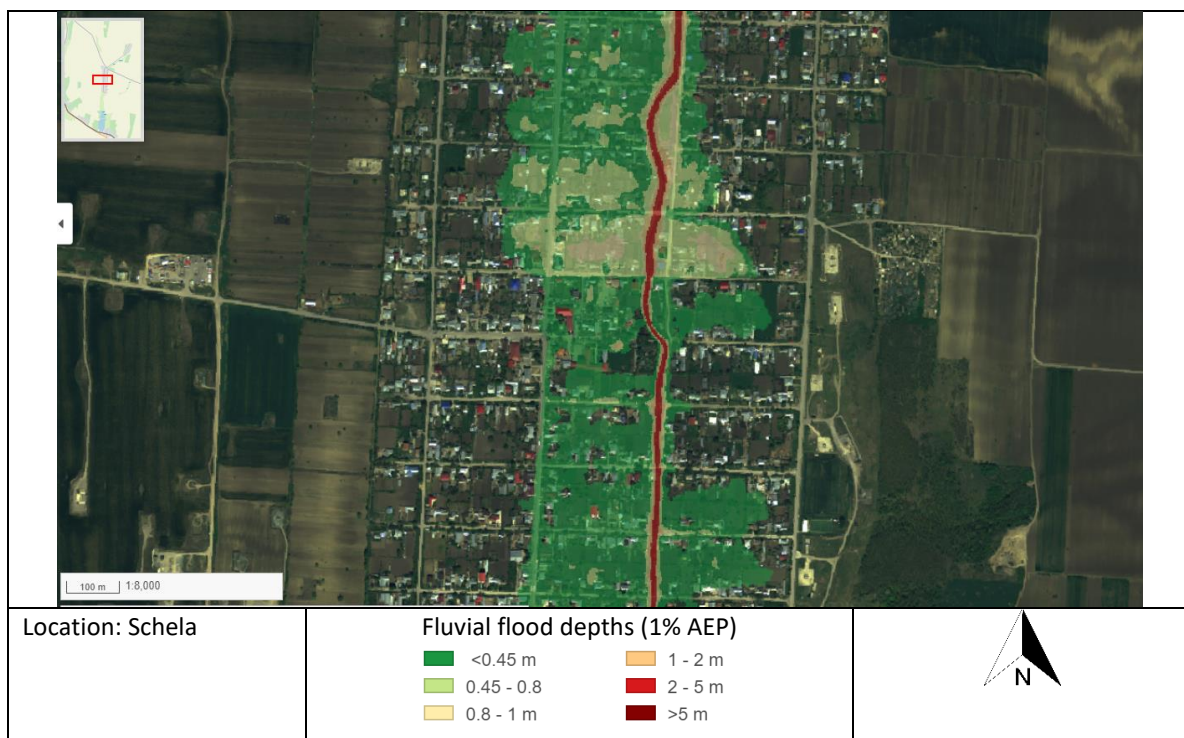 100 m 1:8,000
Location: Schela
Fluvial flood depths (1% AEP)
<0.45 m
1 - 2 m
0.45 - 0.8
2 - 5 m
0.8 - 1 m
>5 m
N